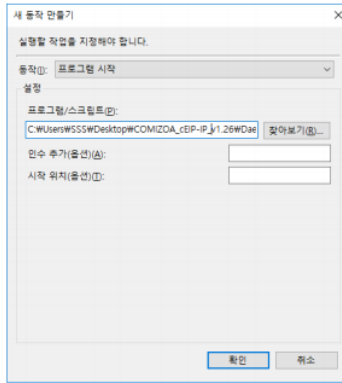 새 동작 만들기
실행할 작업을 지정해야 합니다.
동작(I): 프로그램 시작
설정
프로그램/스크립트(P):
C:₩Users₩SSS₩Desktop₩COMIZOA_cEIP-IP_v1.26₩Dae 찾아보기(R)...
인수 추가(옵션)(A):
시작 위치(옵션)(T):
확인 취소